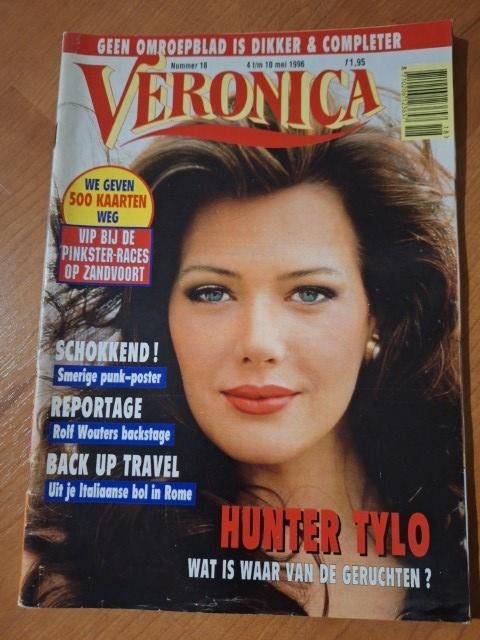 GEEN OMROEPBLAD IS DIKKER & COMPLETER
Nummer 18 4 t/m 10 mei 1996 f1,95
VERONICA
WE GEVEN
500 KAARTEN
WEG
VIP BIJ DE
PINKSTER-RACES
OP ZANDVOORT
SCHOKKEND!
Smerige punk-poster
REPORTAGE
Rolf Wouters backstage
BACK UP TRAVEL
Uit je Italiaanse bol in Rome
HUNTER TYLO
WAT IS WAAR VAN DE GERUCHTEN?